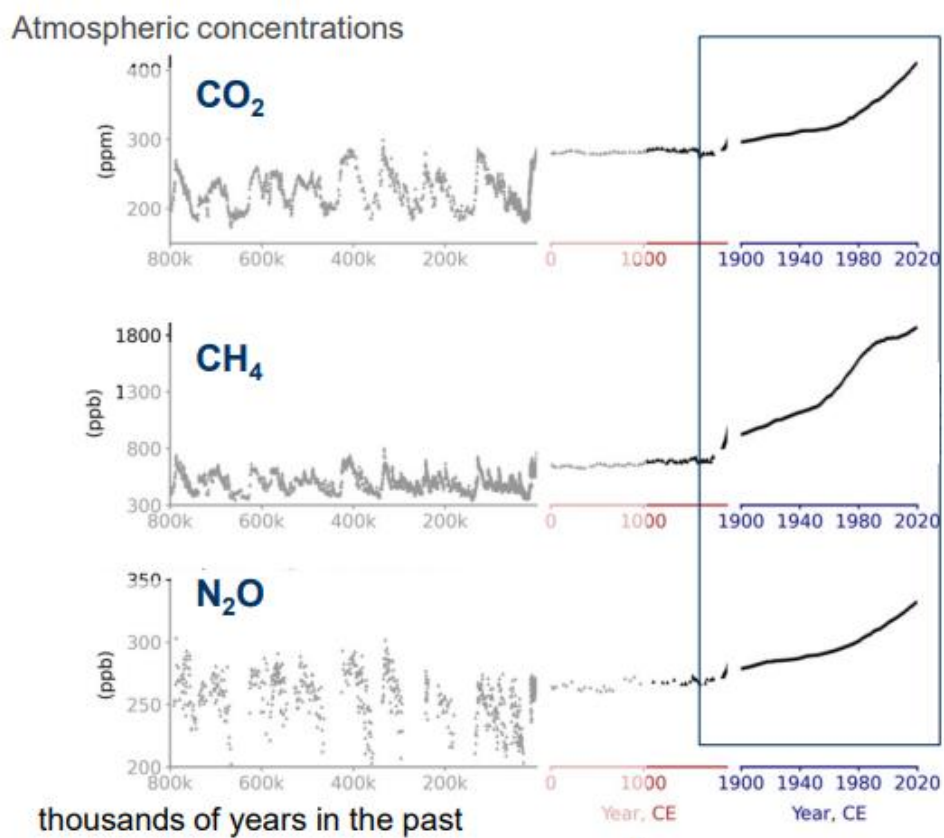 Atmospheric concentrations
CO₂
(ppm)
400
300
200
800k 600k 400k 200k
0 1000
1900 1940 1980 2020
CH₄
(ppb)
1800
1300
800
300
800k 600k 400k 200k
0 1000
1900 1940 1980 2020
N₂O
(ppb)
350
300
250
200
800k 600k 400k 200k
0 1000
1900 1940 1980 2020
thousands of years in the past
Year, CE
Year, CE